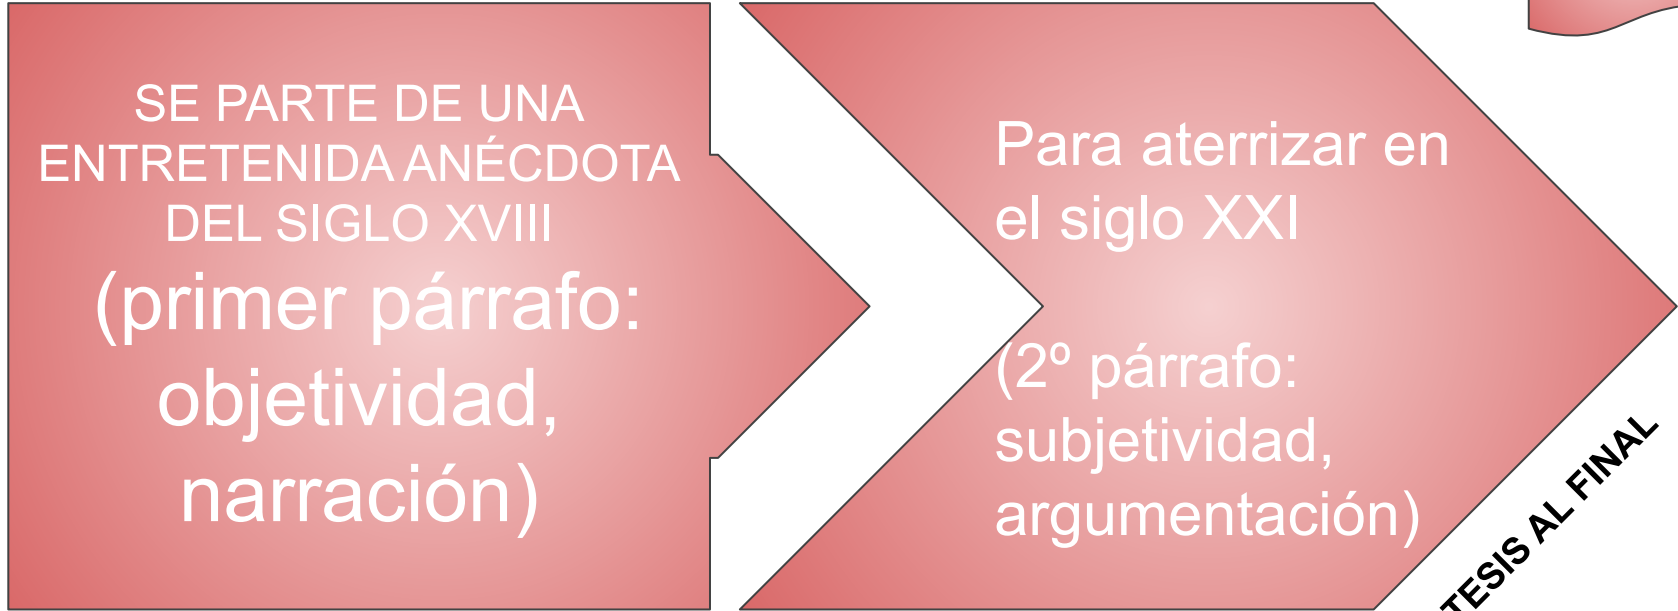 SE PARTE DE UNA
ENTRETENIDA ANÉCDOTA
DEL SIGLO XVIII
(primer párrafo:
objetividad,
narración)
Para aterrizar en
el siglo XXI
(2º párrafo:
subjetividad,
argumentación)
TESIS AL FINAL